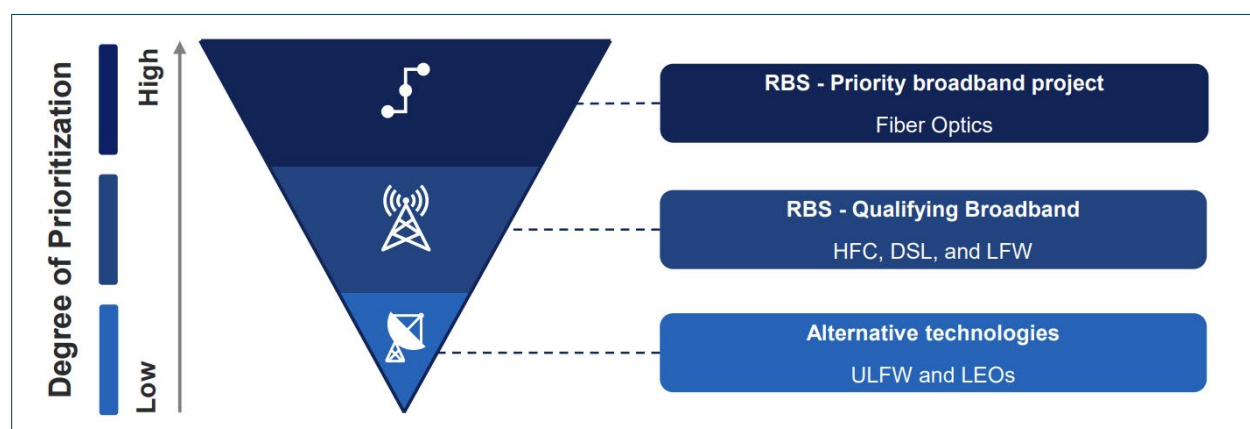 Degree of Prioritization
High
Low
RBS - Priority broadband project
Fiber Optics
RBS - Qualifying Broadband
HFC, DSL, and LFW
Alternative technologies
ULFW and LEOs